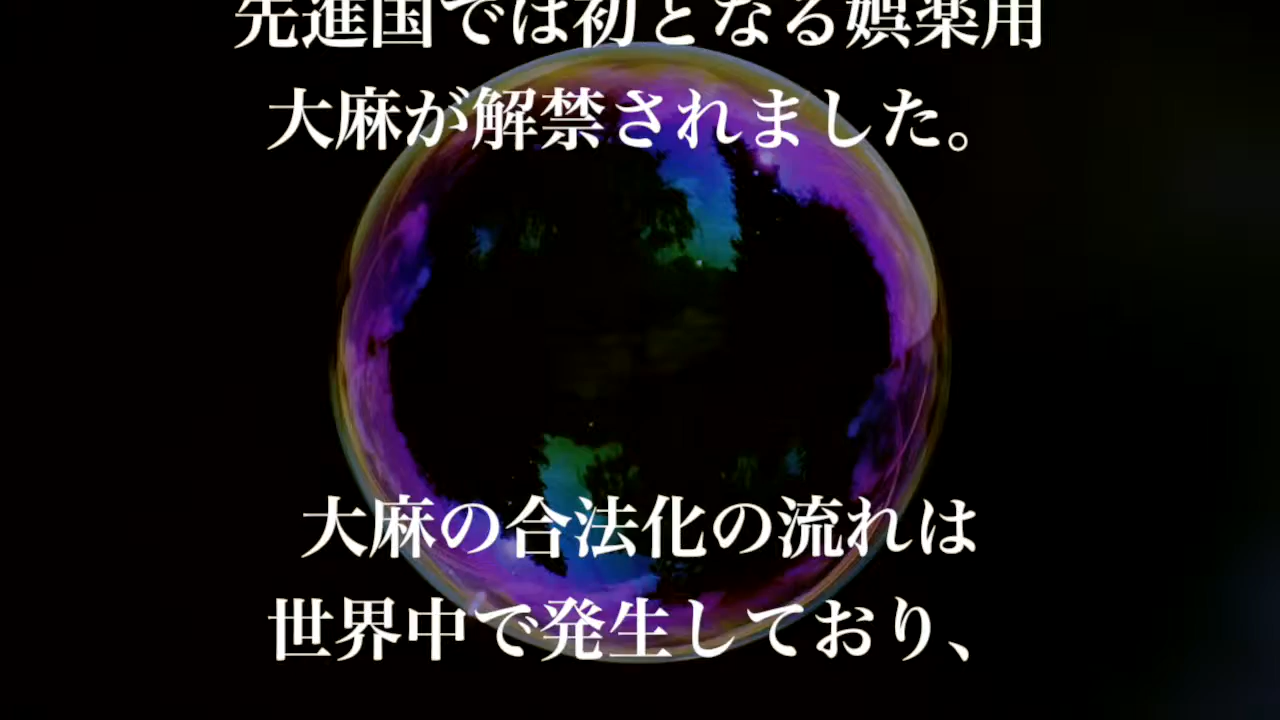 先進国では初となる娯楽用
大麻が解禁されました。
大麻の合法化の流れは
世界中で発生しており、